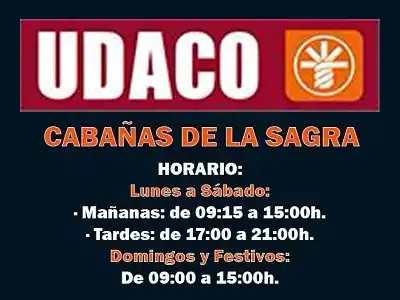 UDACO
CABAÑAS DE LA SAGRA
HORARIO:
Lunes a Sábado:
- Mañanas: de 09:15 a 15:00h.
- Tardes: de 17:00 a 21:00h.
Domingos y Festivos:
De 09:00 a 15:00h.